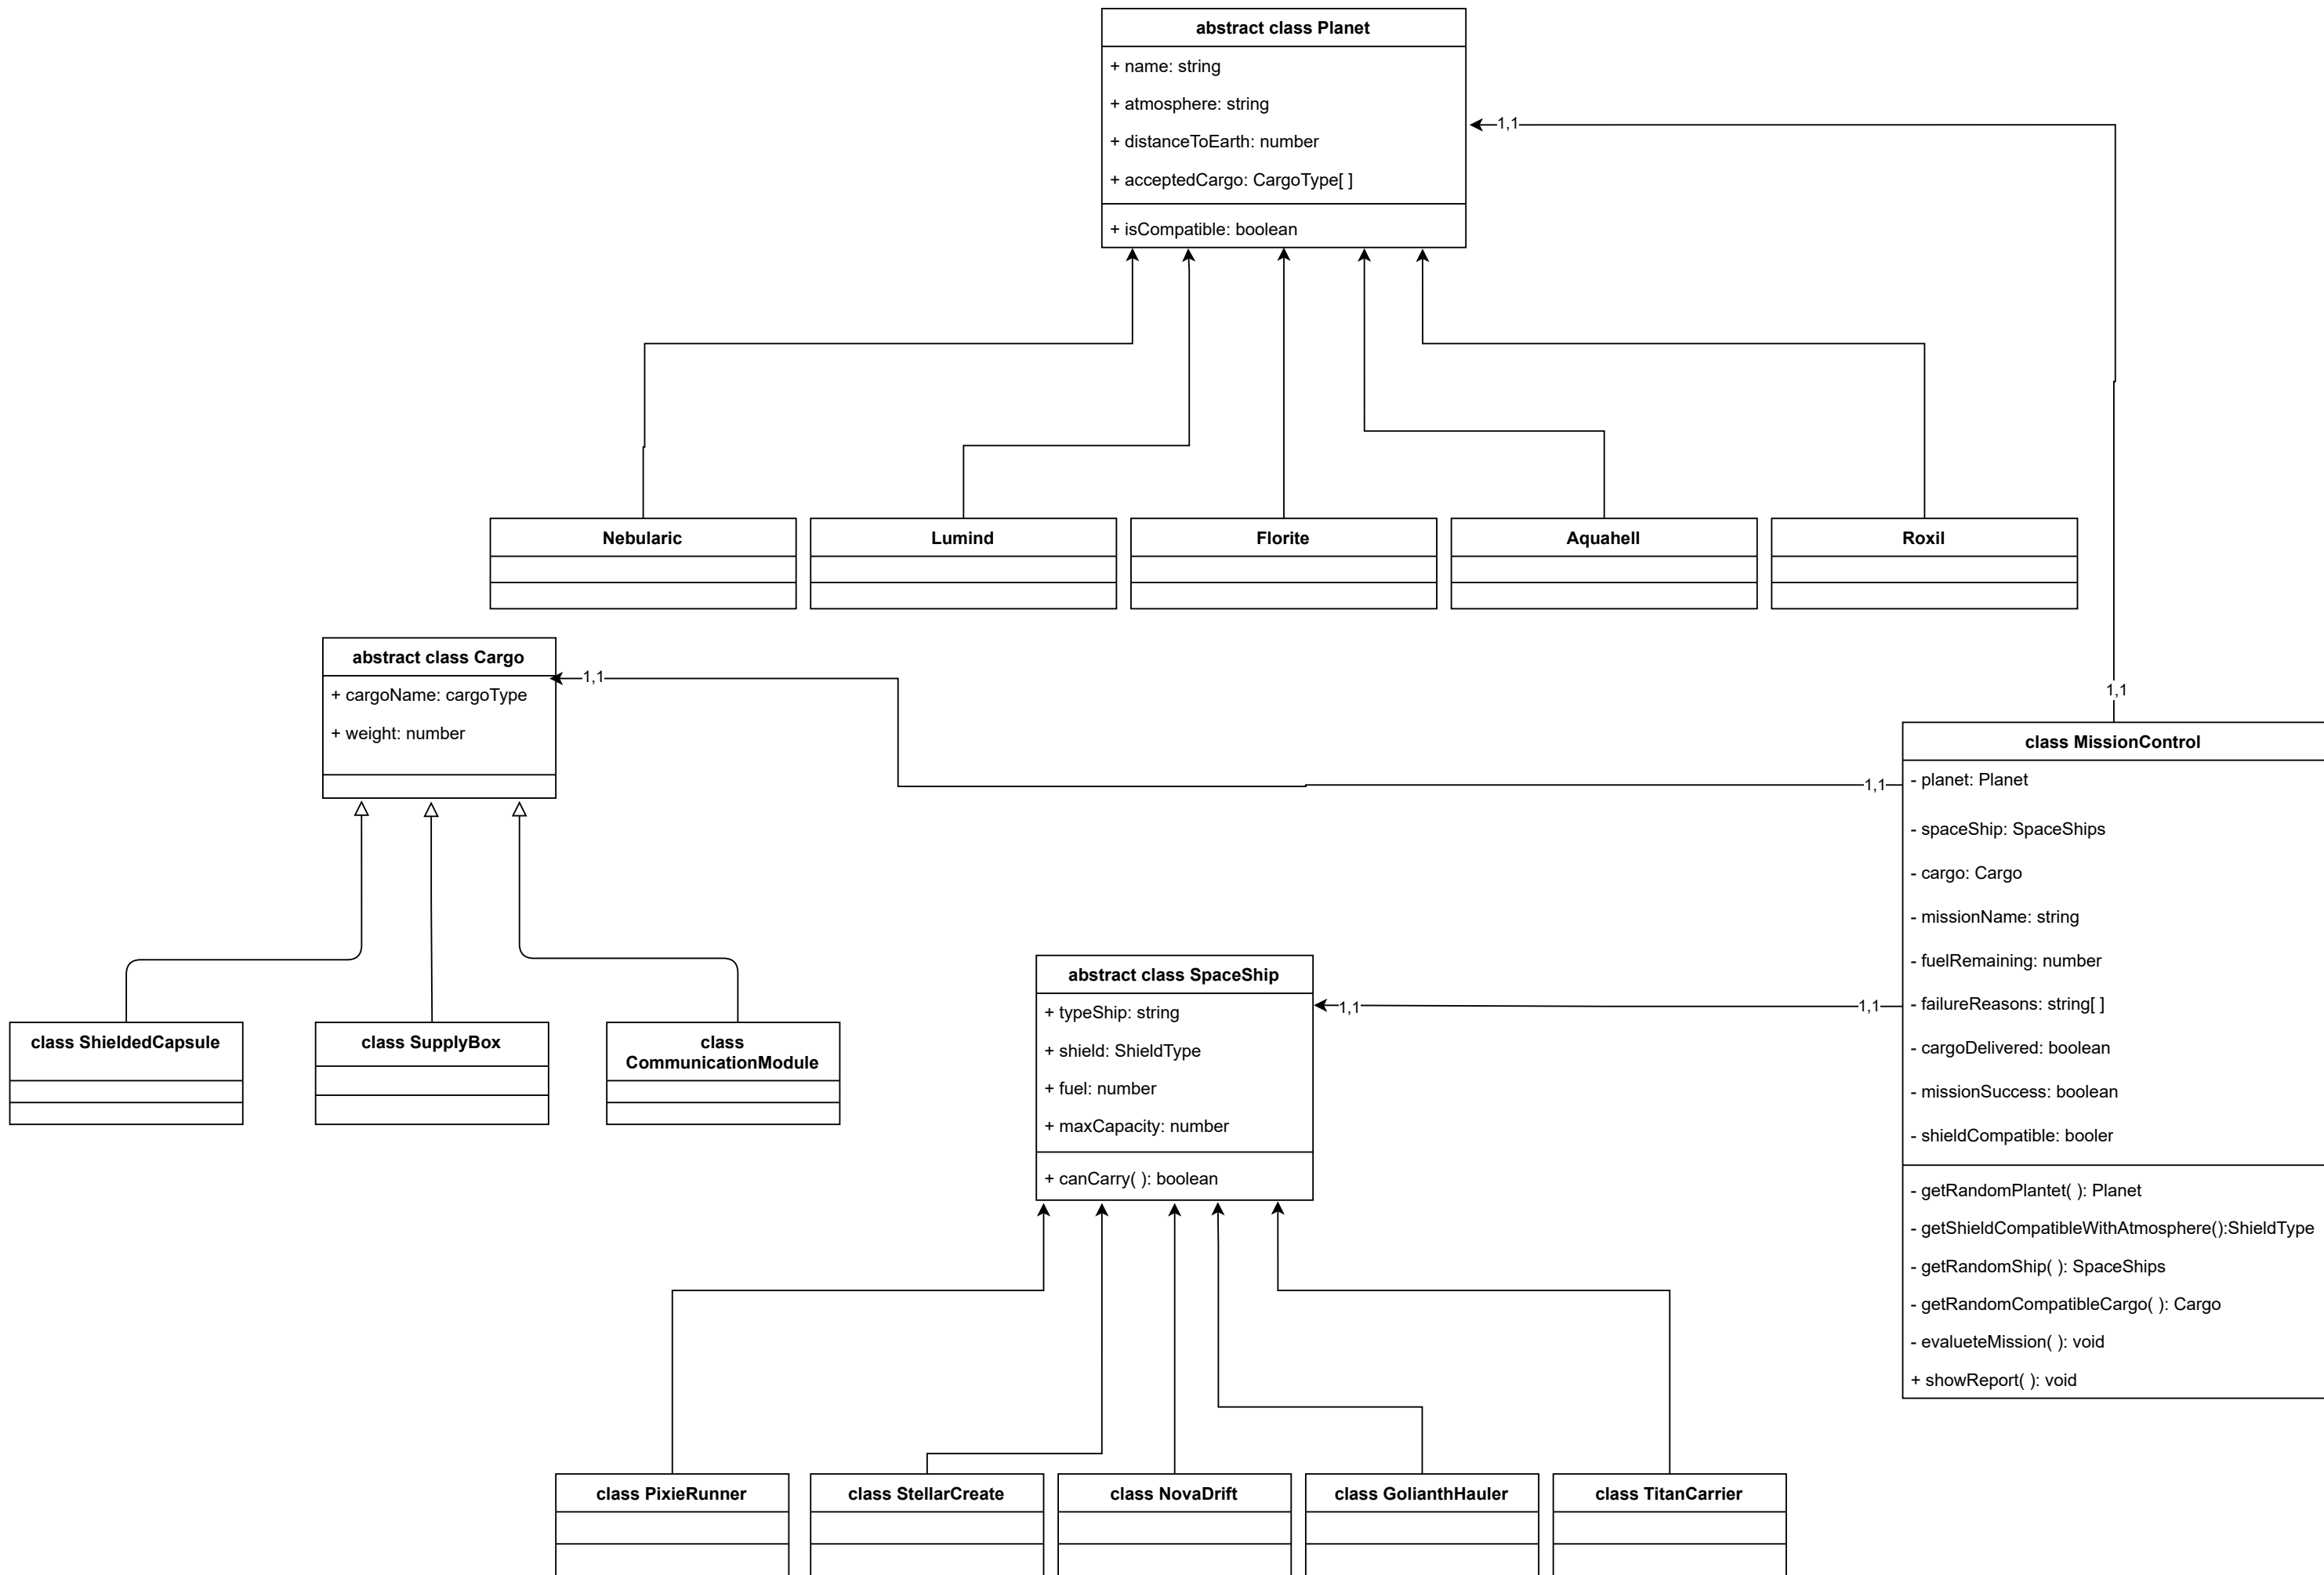 abstract class Planet
+ name: string
+ atmosphere: string
+ distanceToEarth: number
+ acceptedCargo: CargoType[ ]
+ isCompatible: boolean
1,1
Nebularic
Lumind
Florite
Aquahell
Roxil
abstract class Cargo
+ cargoName: cargoType
+ weight: number
1,1
1,1
1,1
class MissionControl
- planet: Planet
- spaceShip: SpaceShips
- cargo: Cargo
- missionName: string
- fuelRemaining: number
- failureReasons: string[ ]
- cargoDelivered: boolean
- missionSuccess: boolean
- shieldCompatible: booler
- getRandomPlantet( ): Planet
- getShieldCompatibleWithAtmosphere():ShieldType
- getRandomShip( ): SpaceShips
- getRandomCompatibleCargo( ): Cargo
- evalueteMission( ): void
+ showReport( ): void
class ShieldedCapsule
class SupplyBox
class
CommunicationModule
abstract class SpaceShip
+ typeShip: string
+ shield: ShieldType
+ fuel: number
+ maxCapacity: number
+ canCarry( ): boolean
1,1
1,1
class PixieRunner
class StellarCreate
class NovaDrift
class GolianthHauler
class TitanCarrier